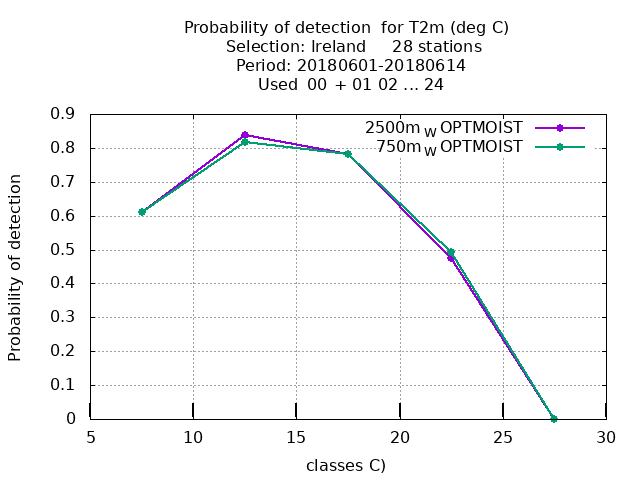 Probability of detection for T2m (deg C)
Selection: Ireland 28 stations
Period: 20180601-20180614
Used 00 + 01 02 ... 24
2500m_W OPTMOIST
750m_W OPTMOIST
Probability of detection
0.9
0.8
0.7
0.6
0.5
0.4
0.3
0.2
0.1
0
5 10 15 20 25 30
classes C)